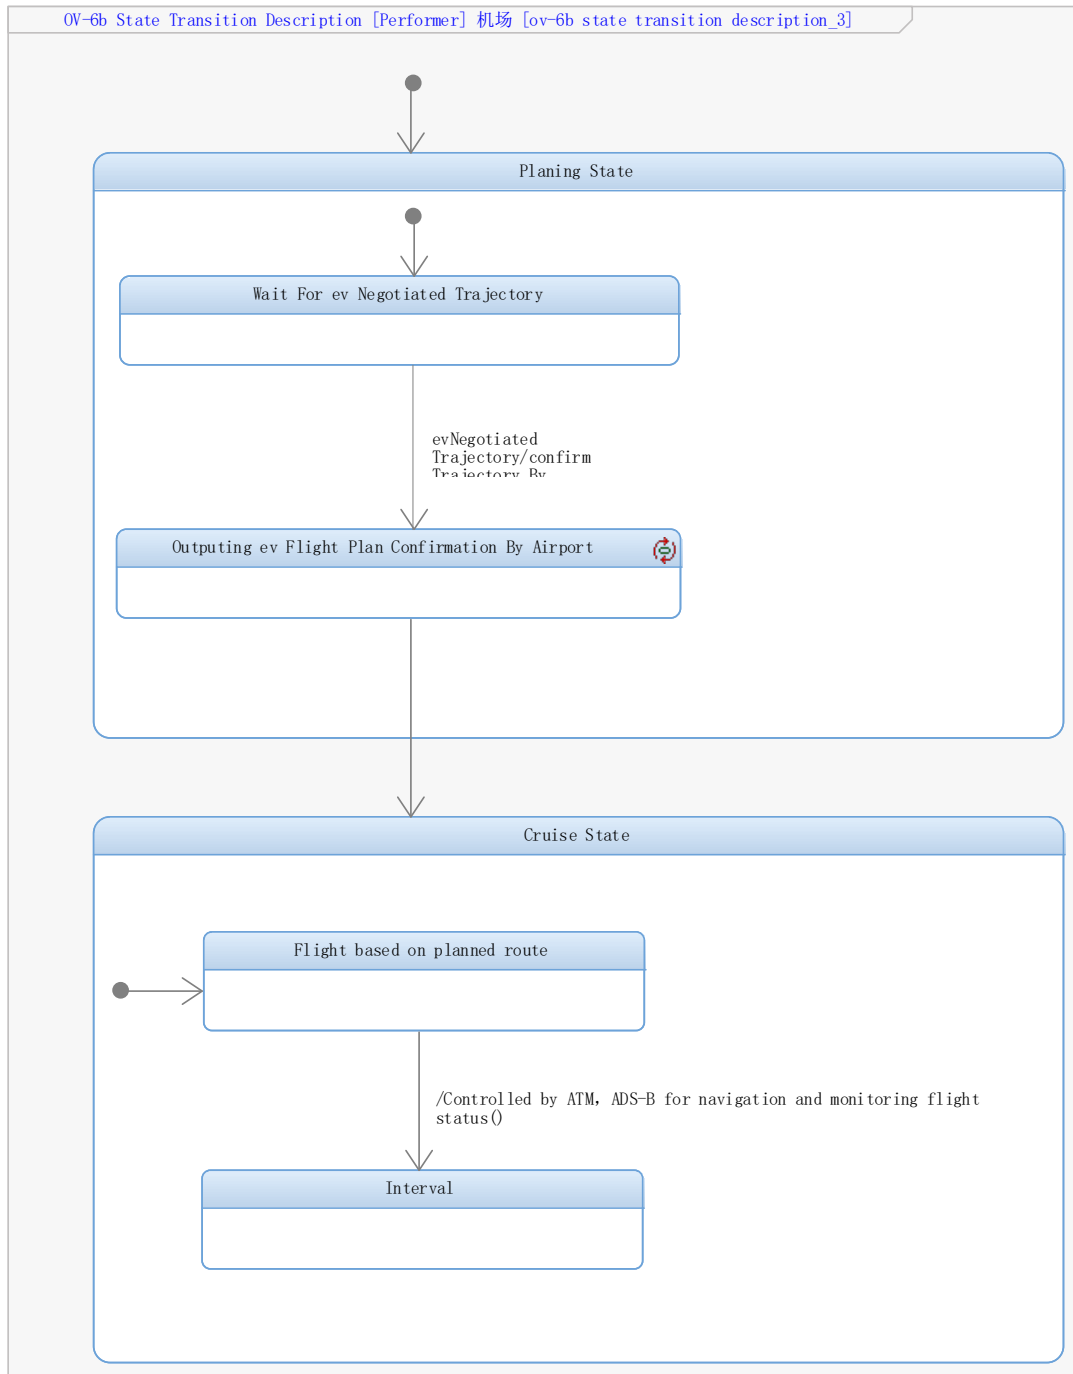 OV-6b State Transition Description [Performer] 机场 [ov-6b state transition description_3]
Planing State
Wait For ev Negotiated Trajectory
evNegotiated
Trajectory/confirm
Trajectory By
Outputing ev Flight Plan Confirmation By Airport
Cruise State
Flight based on planned route
/Controlled by ATM，ADS-B for navigation and monitoring flight
status()
Interval